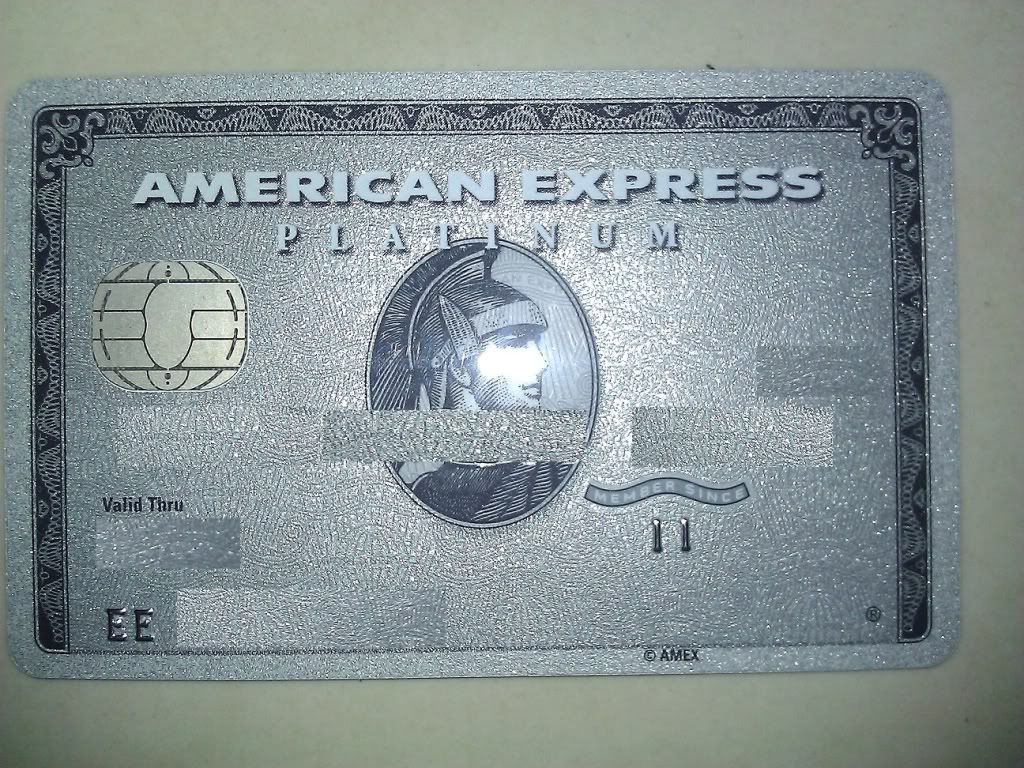 AMERICAN EXPRESS
PLATINUM
MEMBER SINCE
Valid Thru
11
EE
®
© AMEX